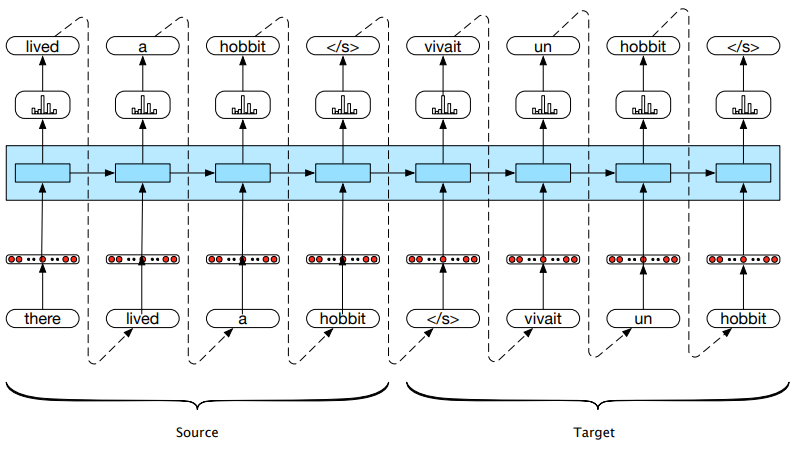 lived a hobbit </s> vivait un hobbit </s>
there lived a hobbit </s> vivait un hobbit
Source Target